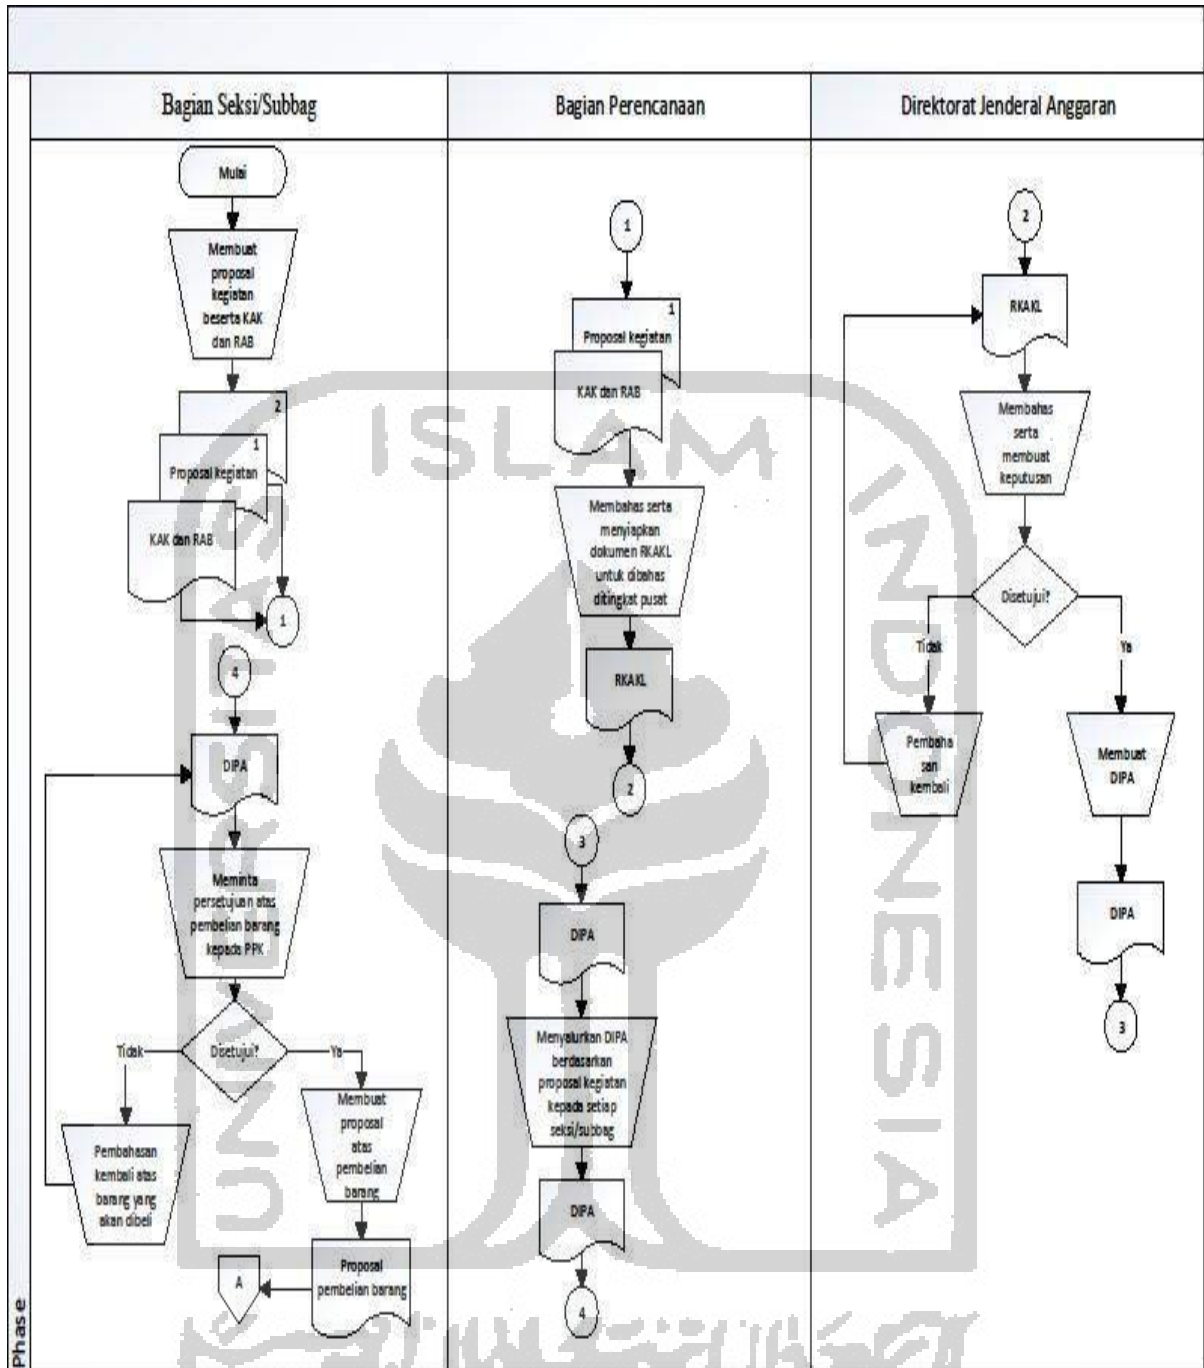 Bagian Seksi/Subbag
Bagian Perencanaan
Direktorat Jenderal Anggaran
Phase
Mulai
Membuat
proposal
kegiatan
beserta KAK
dan RAB
2
1
Proposal kegiatan
KAK dan RAB
1
4
DIPA
Meminta
persetujuan atas
pembelian barang
kepada PPK
Disetujui?
Tidak
Ya
Pembahasan
kembali atas
barang yang
akan dibeli
Membuat
proposal
atas
pembelian
barang
Proposal
pembelian barang
A
1
1
Proposal kegiatan
KAK dan RAB
Membahas serta
menyiapkan
dokumen RKAKL
untuk dibahas
ditingkat pusat
RKAKL
2
3
DIPA
Menyalurkan DIPA
berdasarkan
proposal kegiatan
kepada setiap
seksi/subbag
DIPA
4
2
RKAKL
Membahas
serta
membuat
keputusan
Disetujui?
Tidak
Ya
Pembaha
san
kembali
Membuat
DIPA
DIPA
3
ISLAM
INDONESIA